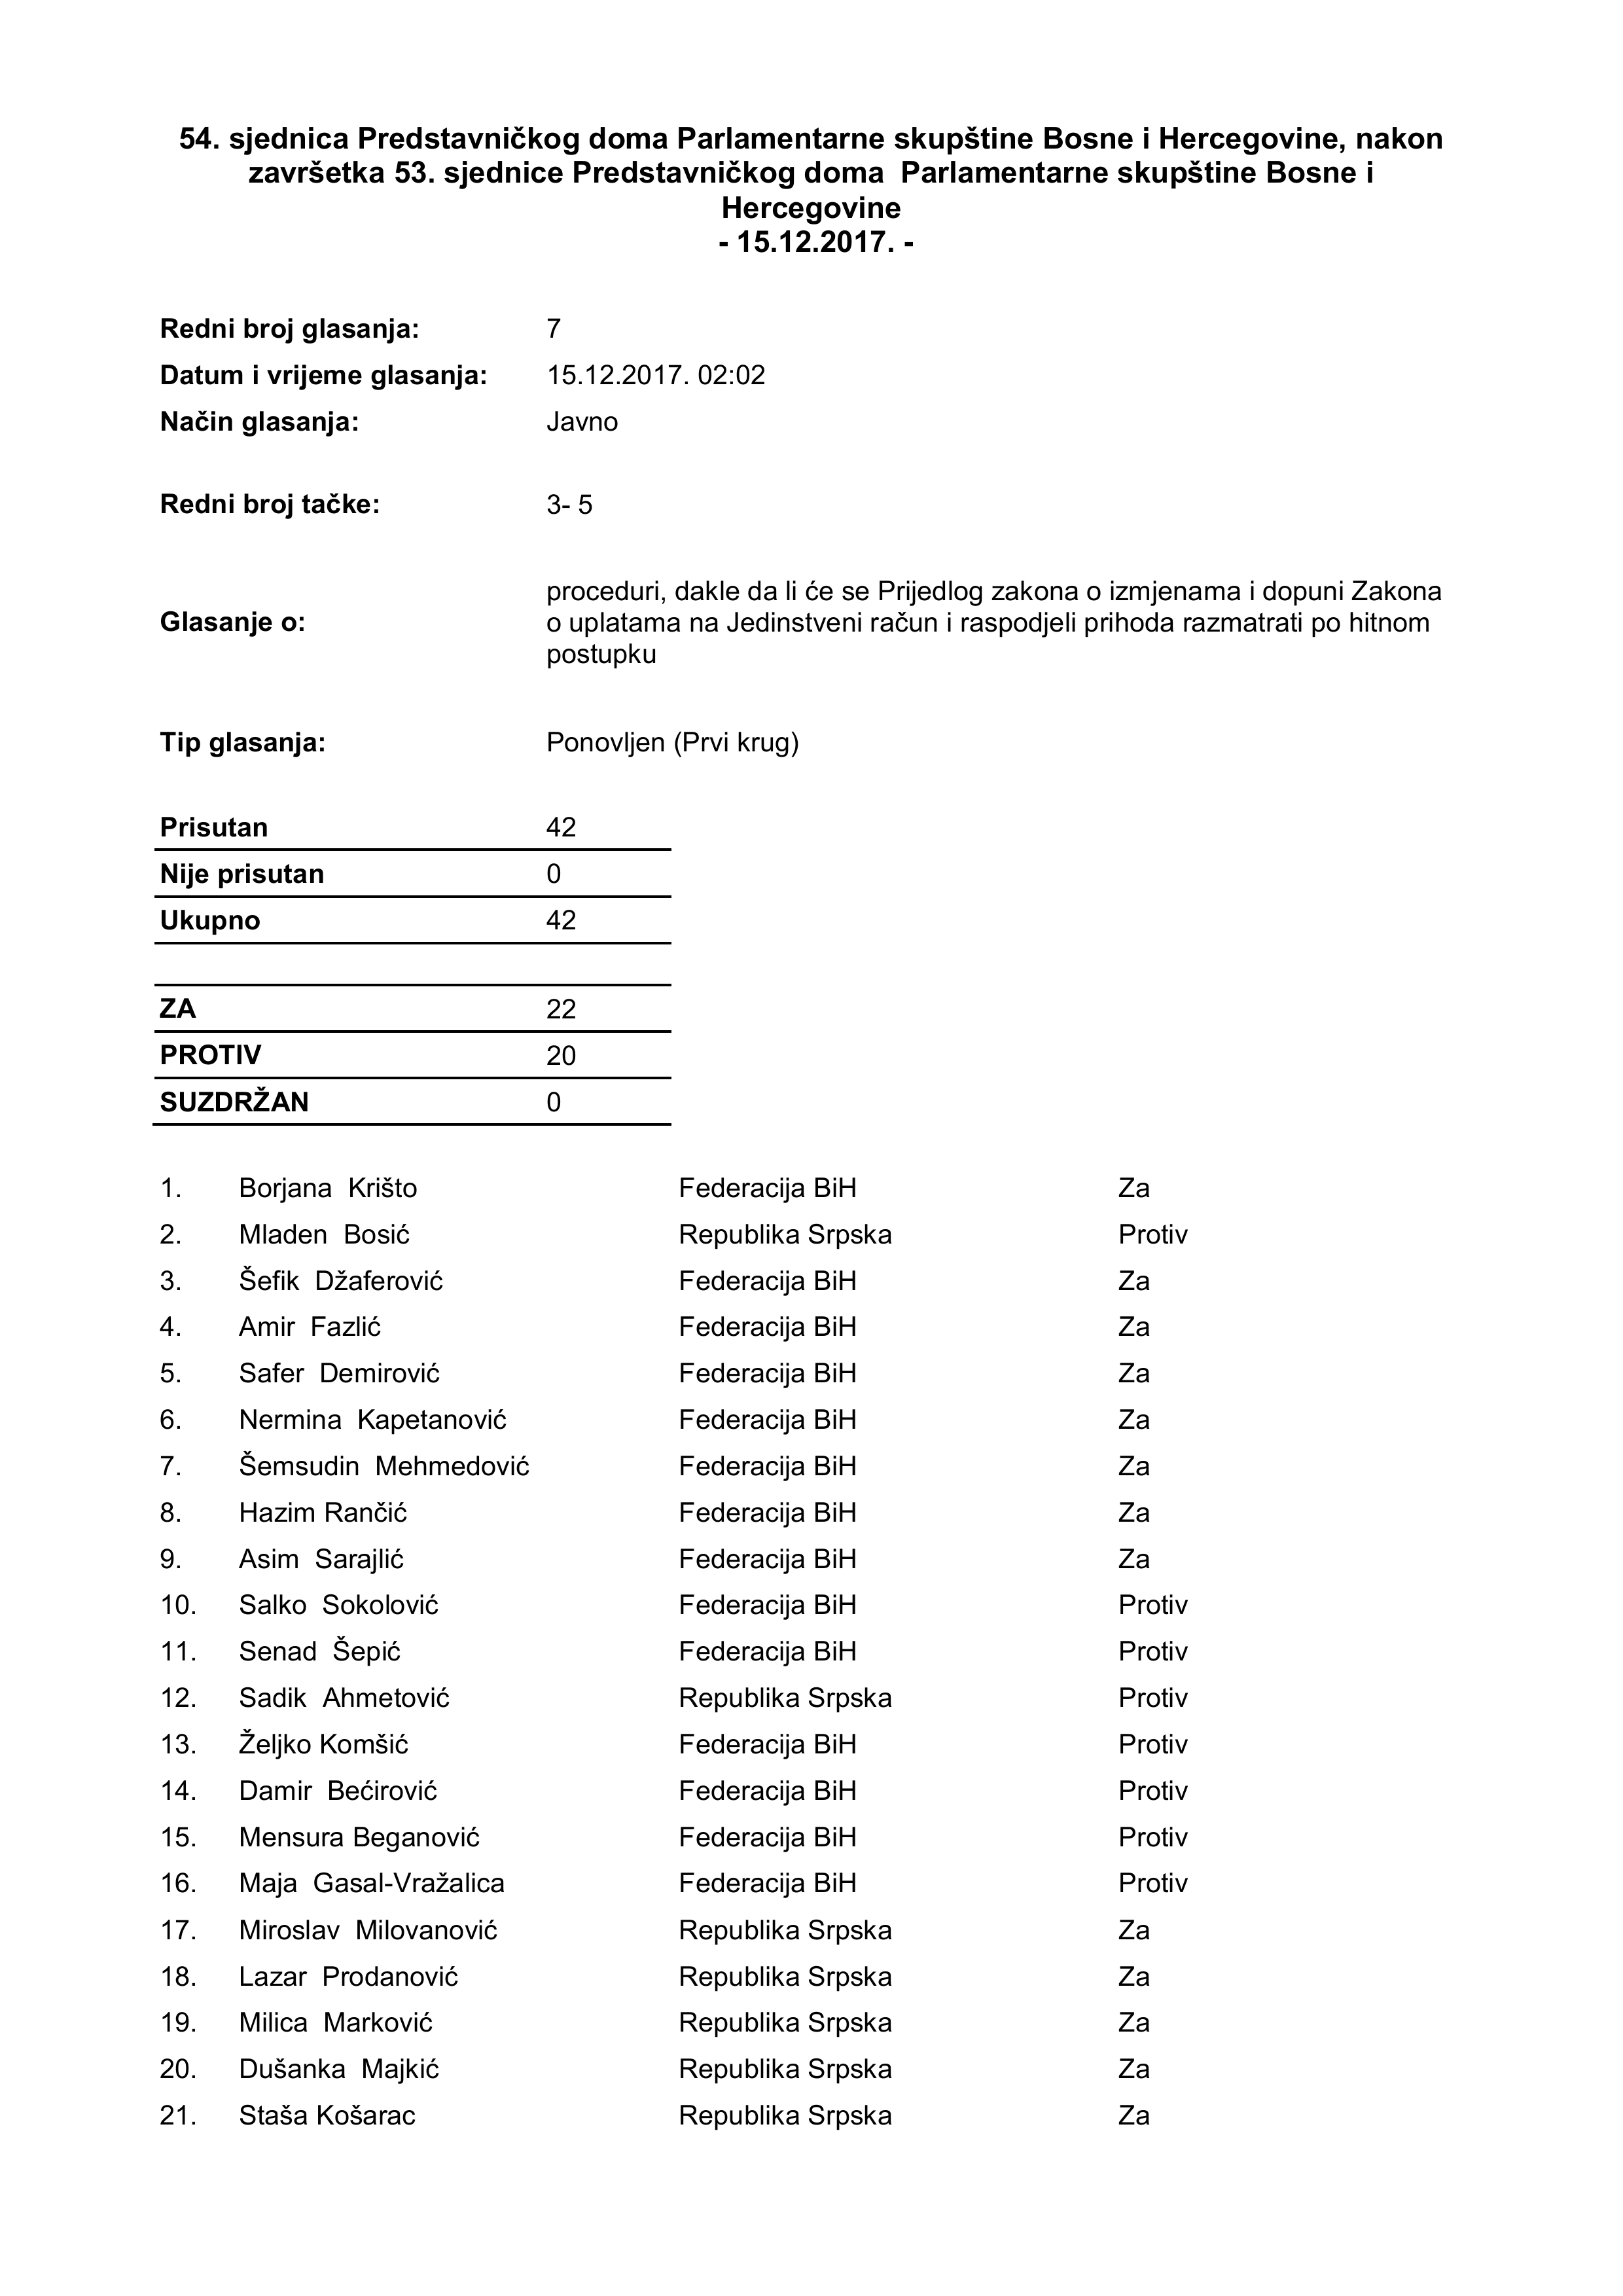 54. sjednica Predstavničkog doma Parlamentarne skupštine Bosne i Hercegovine, nakon
završetka 53. sjednice Predstavničkog doma  Parlamentarne skupštine Bosne i
Hercegovine
- 15.12.2017. -
Redni broj glasanja: 7
Datum i vrijeme glasanja: 15.12.2017. 02:02
Način glasanja: Javno
Redni broj tačke: 3- 5
Glasanje o: proceduri, dakle da li će se Prijedlog zakona o izmjenama i dopuni Zakona
o uplatama na Jedinstveni račun i raspodjeli prihoda razmatrati po hitnom
postupku
Tip glasanja: Ponovljen (Prvi krug)
Prisutan 42
Nije prisutan 0
Ukupno 42
ZA 22
PROTIV 20
SUZDRŽAN 0
1. Borjana  Krišto Federacija BiH Za
2. Mladen  Bosić Republika Srpska Protiv
3. Šefik  Džaferović Federacija BiH Za
4. Amir  Fazlić Federacija BiH Za
5. Safer  Demirović Federacija BiH Za
6. Nermina  Kapetanović Federacija BiH Za
7. Šemsudin  Mehmedović Federacija BiH Za
8. Hazim Rančić Federacija BiH Za
9. Asim  Sarajlić Federacija BiH Za
10. Salko  Sokolović Federacija BiH Protiv
11. Senad  Šepić Federacija BiH Protiv
12. Sadik  Ahmetović Republika Srpska Protiv
13. Željko Komšić Federacija BiH Protiv
14. Damir  Bećirović Federacija BiH Protiv
15. Mensura Beganović Federacija BiH Protiv
16. Maja  Gasal-Vražalica Federacija BiH Protiv
17. Miroslav  Milovanović Republika Srpska Za
18. Lazar  Prodanović Republika Srpska Za
19. Milica  Marković Republika Srpska Za
20. Dušanka  Majkić Republika Srpska Za
21. Staša Košarac Republika Srpska Za